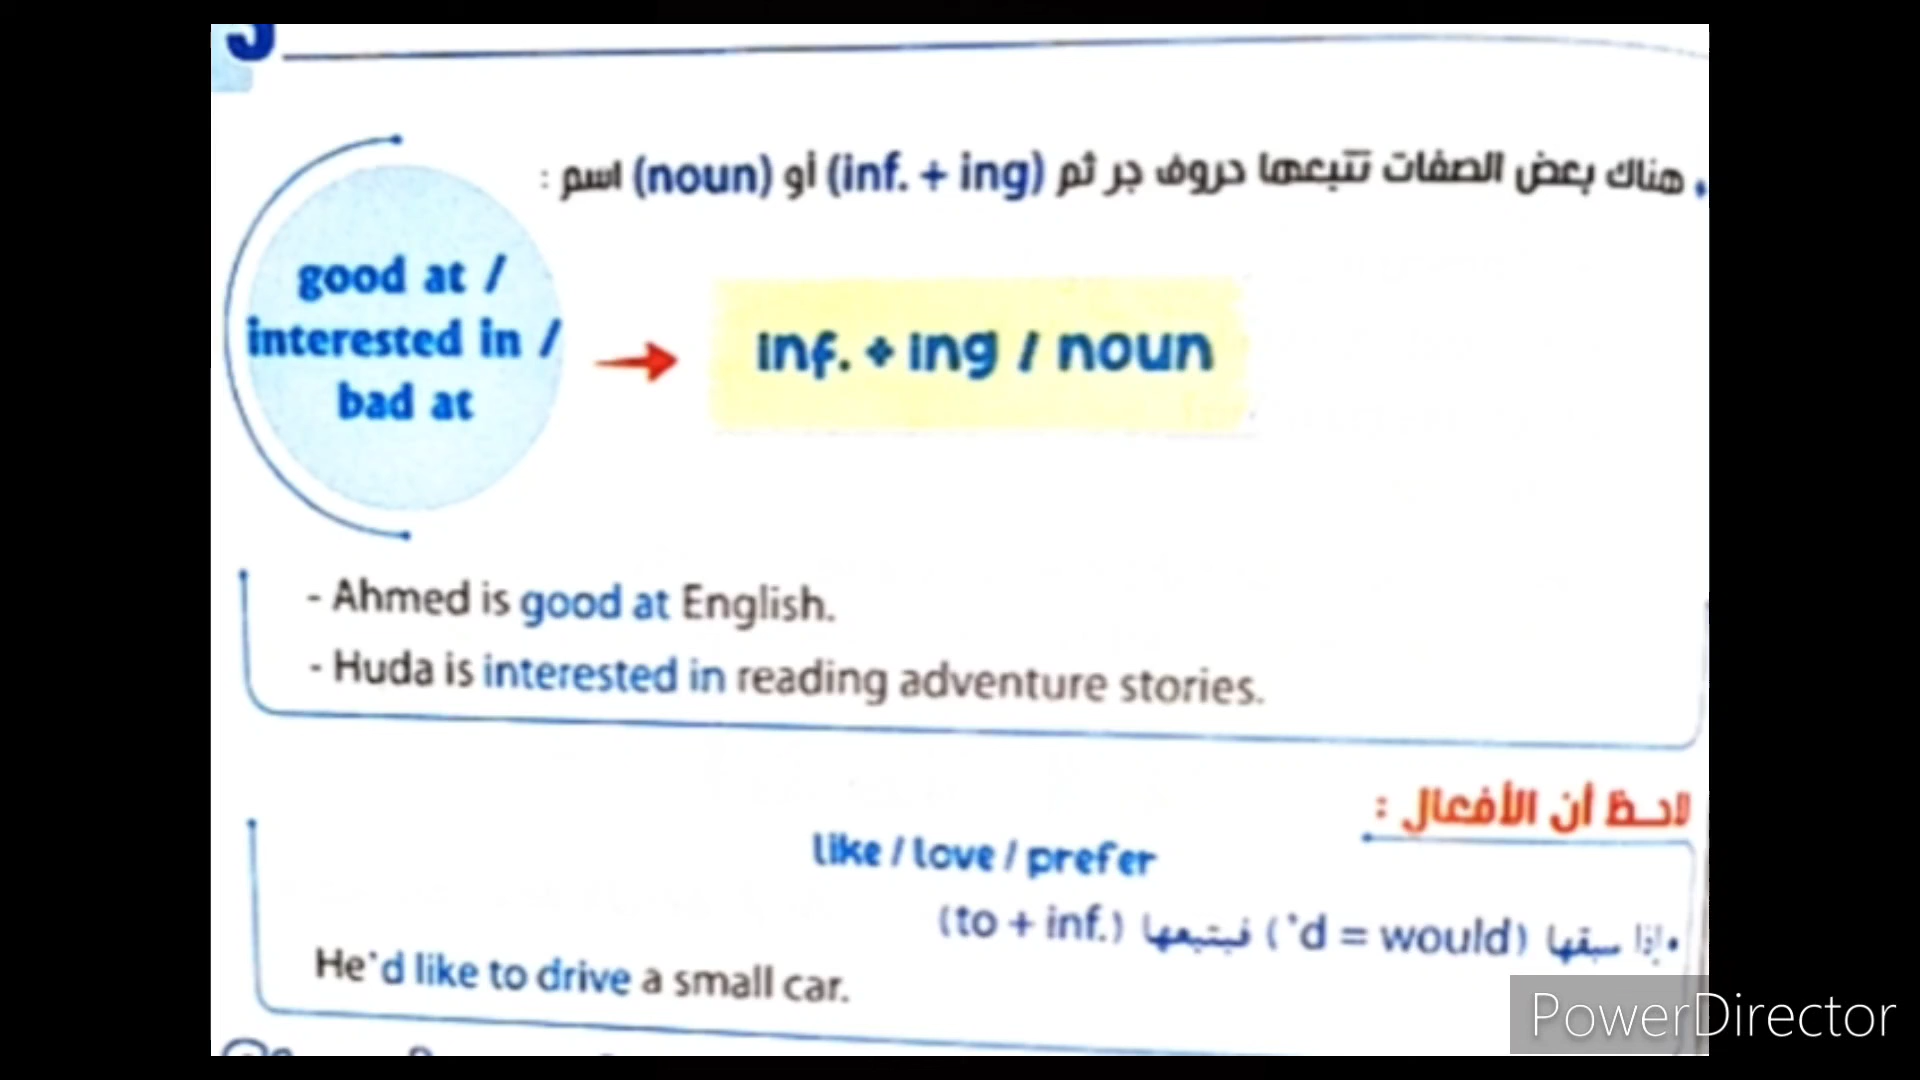 • هناك بعض الصفات تتبعها حروف جر ثم (inf. + ing) أو (noun) اسم :
good at /
interested in /
bad at
inf. + ing / noun
- Ahmed is good at English.
- Huda is interested in reading adventure stories.
لاحظ أن الأفعال :
like / love / prefer
• إذا سبقها (`d = would) فيتبعها (to + inf.)
He`d like to drive a small car.
PowerDirector